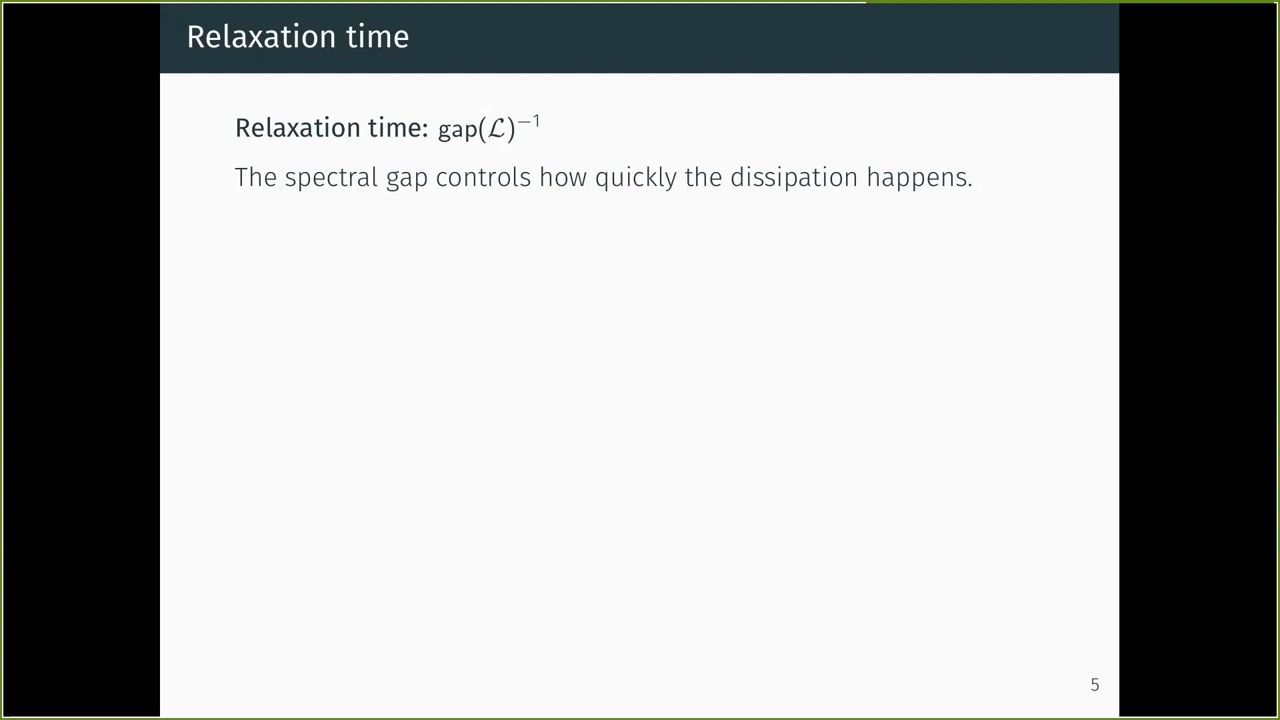 Relaxation time
Relaxation time: gap(ℒ)⁻¹
The spectral gap controls how quickly the dissipation happens.
5